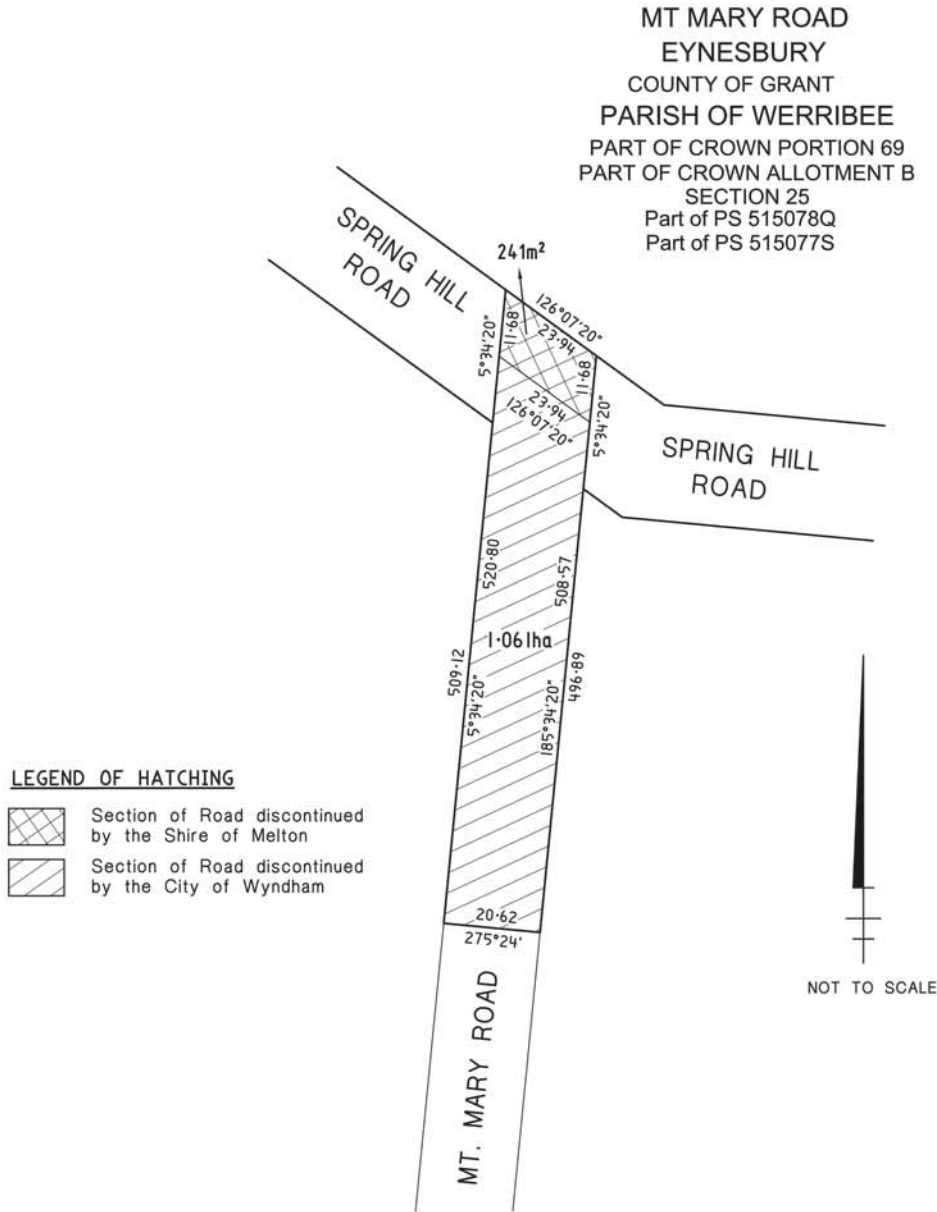 MT MARY ROAD
EYNESBURY
COUNTY OF GRANT
PARISH OF WERRIBEE
PART OF CROWN PORTION 69
PART OF CROWN ALLOTMENT B
SECTION 25
Part of PS 515078Q
Part of PS 515077S
SPRING HILL
ROAD
241m²
126°07'20"
5°34'20"
11·68
23·94
11·68
23·94
126°07'20"
5°34'20"
SPRING HILL
ROAD
520·80
508·57
1·061ha
509·12
5°34'20"
185°34'20"
496·89
LEGEND OF HATCHING
Section of Road discontinued
by the Shire of Melton
Section of Road discontinued
by the City of Wyndham
20·62
275°24'
MT. MARY ROAD
NOT TO SCALE